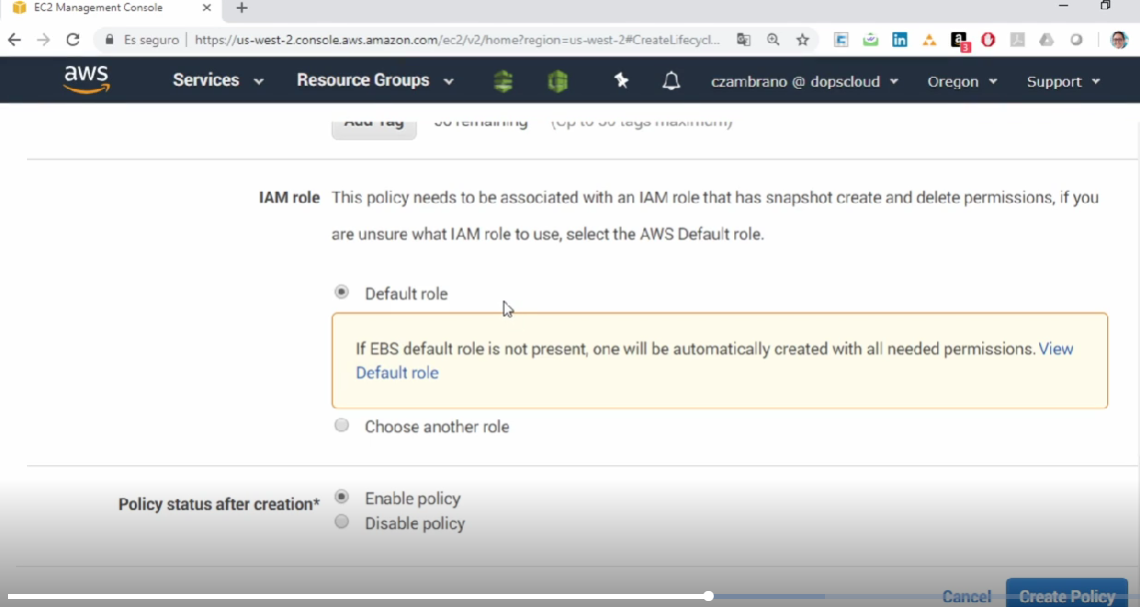 EC2 Management Console
Es seguro | https://us-west-2.console.aws.amazon.com/ec2/v2/home?region=us-west-2#CreateLifecycl...
aws Services Resource Groups czambrano @ dopscloud Oregon Support
3
Add Tag 50 remaining (Up to 50 tags maximum)
IAM role This policy needs to be associated with an IAM role that has snapshot create and delete permissions, if you
are unsure what IAM role to use, select the AWS Default role.
Default role
If EBS default role is not present, one will be automatically created with all needed permissions. View
Default role
Choose another role
Policy status after creation* Enable policy
Disable policy
Cancel Create Policy